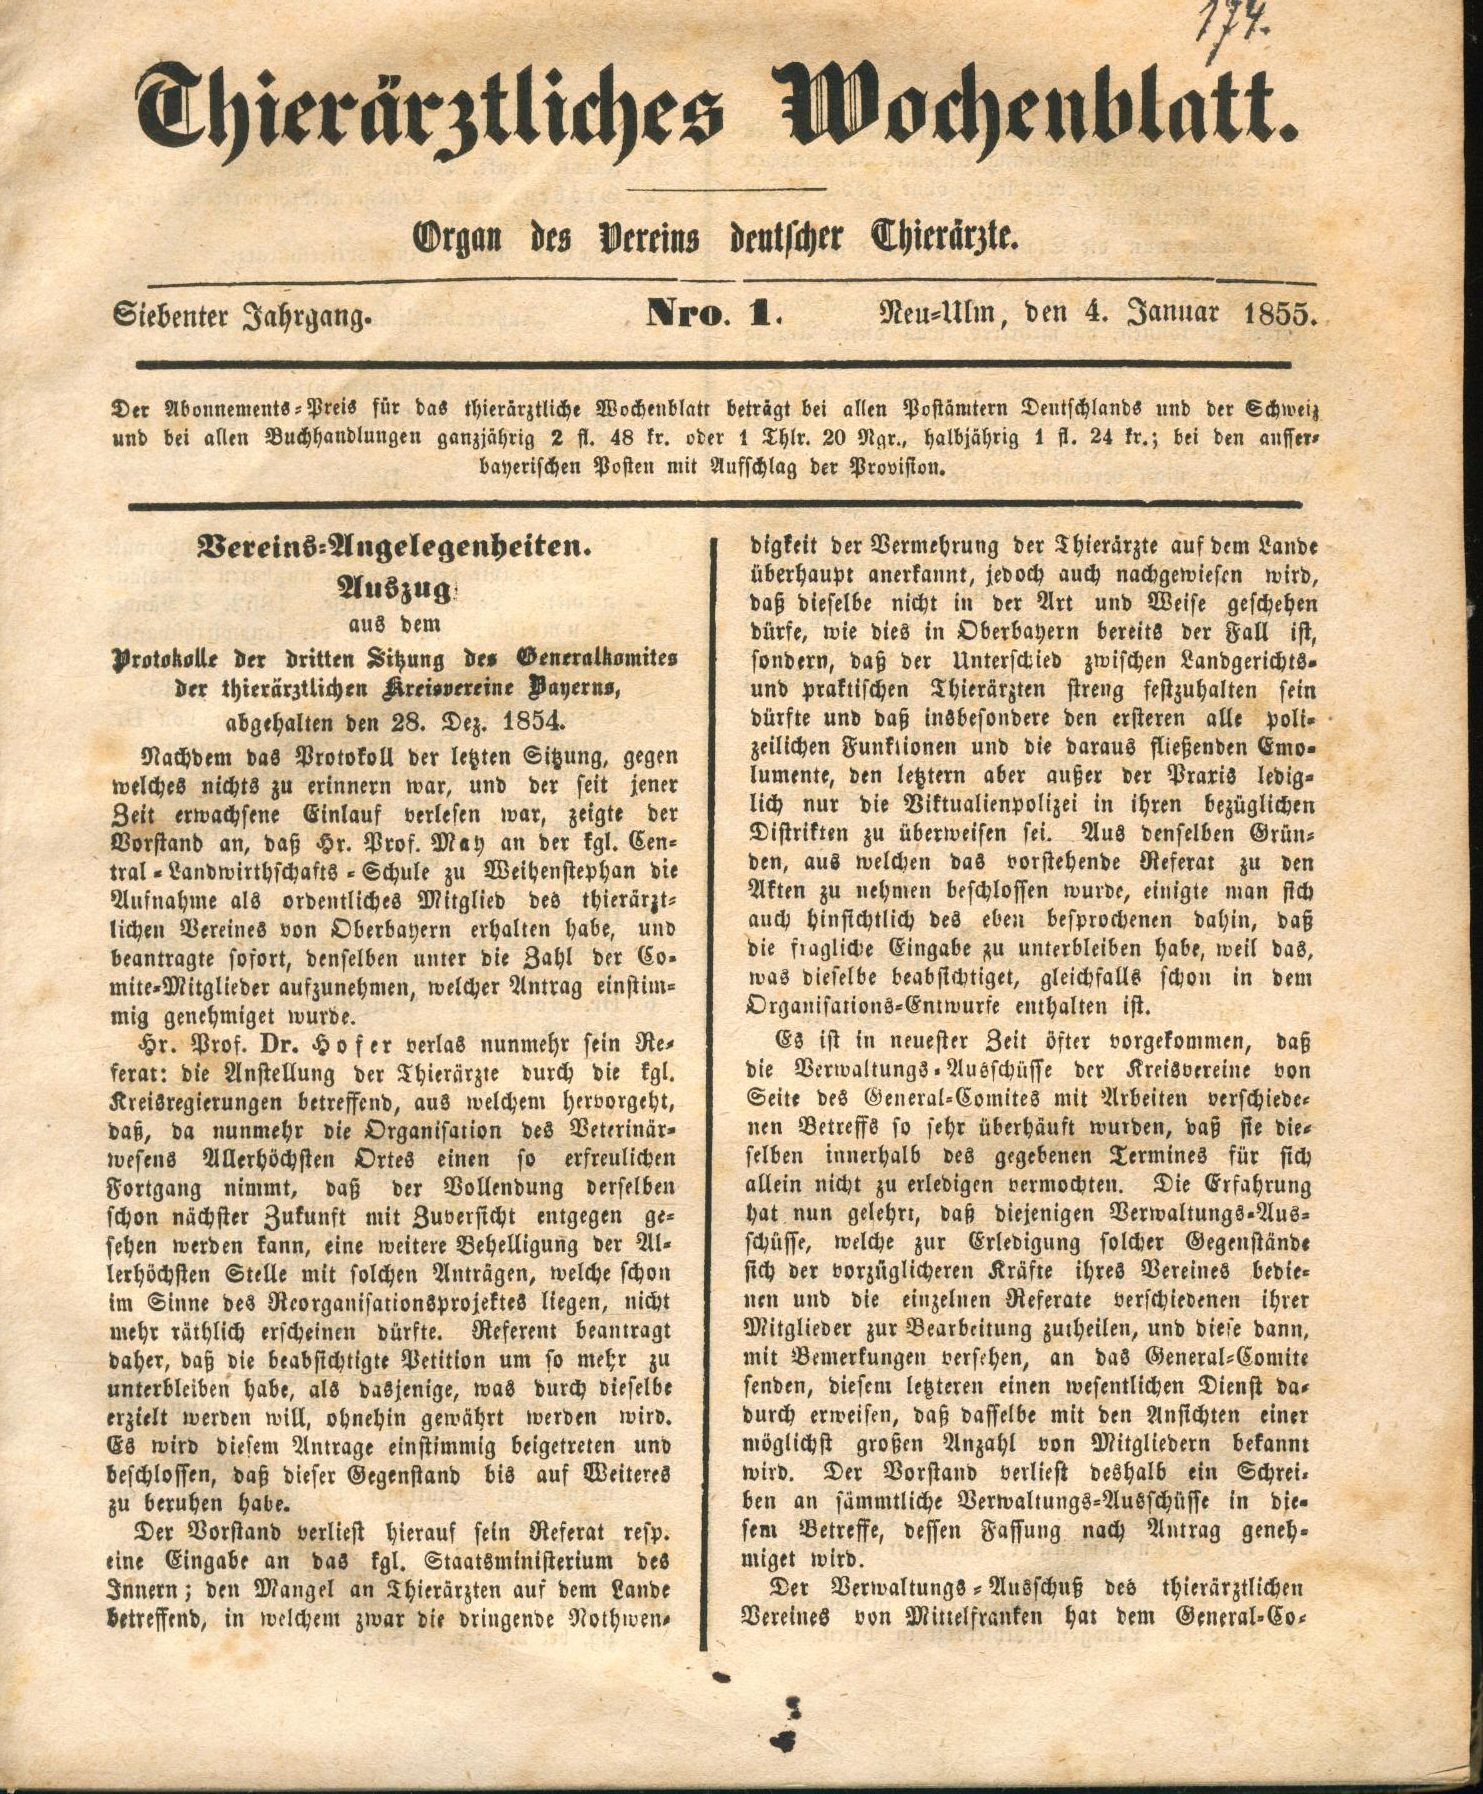 174.
Thierärztliches Wochenblatt.
Organ des Vereins deutscher Thierärzte.
Siebenter Jahrgang. Nro. 1. Neu-Ulm, den 4. Januar 1855.
Der Abonnements-Preis für das thierärztliche Wochenblatt beträgt bei allen Postämtern Deutschlands und der Schweiz
und bei allen Buchhandlungen ganzjährig 2 fl. 48 kr. oder 1 Thlr. 20 Ngr., halbjährig 1 fl. 24 kr.; bei den ausser-
bayerischen Posten mit Aufschlag der Provision.
Vereins-Angelegenheiten.
Auszug
aus dem
Protokolle der dritten Sitzung des Generalkomites
der thierärztlichen Kreisvereine Bayerns,
abgehalten den 28. Dez. 1854.
Nachdem das Protokoll der letzten Sitzung, gegen
welches nichts zu erinnern war, und der seit jener
Zeit erwachsene Einlauf verlesen war, zeigte der
Vorstand an, daß Hr. Prof. May an der kgl. Cen-
tral-Landwirthschafts-Schule zu Weihenstephan die
Aufnahme als ordentliches Mitglied des thierärzt-
lichen Vereines von Oberbayern erhalten habe, und
beantragte sofort, denselben unter die Zahl der Co-
mite-Mitglieder aufzunehmen, welcher Antrag einstim-
mig genehmiget wurde.
Hr. Prof. Dr. Hofer verlas nunmehr sein Re-
ferat: die Anstellung der Thierärzte durch die kgl.
Kreisregierungen betreffend, aus welchem hervorgeht,
daß, da nunmehr die Organisation des Veterinär-
wesens Allerhöchsten Ortes einen so erfreulichen
Fortgang nimmt, daß der Vollendung derselben
schon nächster Zukunft mit Zuversicht entgegen ge-
sehen werden kann, eine weitere Behelligung der Al-
lerhöchsten Stelle mit solchen Anträgen, welche schon
im Sinne des Reorganisationsprojektes liegen, nicht
mehr räthlich erscheinen dürfte. Referent beantragt
daher, daß die beabsichtigte Petition um so mehr zu
unterbleiben habe, als dasjenige, was durch dieselbe
erzielt werden will, ohnehin gewährt werden wird.
Es wird diesem Antrage einstimmig beigetreten und
beschlossen, daß dieser Gegenstand bis auf Weiteres
zu beruhen habe.
Der Vorstand verliest hierauf sein Referat resp.
eine Eingabe an das kgl. Staatsministerium des
Innern; den Mangel an Thierärzten auf dem Lande
betreffend, in welchem zwar die dringende Nothwen-
digkeit der Vermehrung der Thierärzte auf dem Lande
überhaupt anerkannt, jedoch auch nachgewiesen wird,
daß dieselbe nicht in der Art und Weise geschehen
dürfe, wie dies in Oberbayern bereits der Fall ist,
sondern, daß der Unterschied zwischen Landgerichts-
und praktischen Thierärzten streng festzuhalten sein
dürfte und daß insbesondere den ersteren alle poli-
zeilichen Funktionen und die daraus fließenden Emo-
lumente, den letztern aber außer der Praxis ledig-
lich nur die Viktualienpolizei in ihren bezüglichen
Distrikten zu überweisen sei. Aus denselben Grün-
den, aus welchen das vorstehende Referat zu den
Akten zu nehmen beschlossen wurde, einigte man sich
auch hinsichtlich des eben besprochenen dahin, daß
die fragliche Eingabe zu unterbleiben habe, weil das,
was dieselbe beabsichtiget, gleichfalls schon in dem
Organisations-Entwurfe enthalten ist.
Es ist in neuester Zeit öfter vorgekommen, daß
die Verwaltungs-Ausschüsse der Kreisvereine von
Seite des General-Comites mit Arbeiten verschiede-
nen Betreffs so sehr überhäuft wurden, daß sie die-
selben innerhalb des gegebenen Termines für sich
allein nicht zu erledigen vermochten. Die Erfahrung
hat nun gelehrt, daß diejenigen Verwaltungs-Aus-
schüsse, welche zur Erledigung solcher Gegenstände
sich der vorzüglicheren Kräfte ihres Vereines bedie-
nen und die einzelnen Referate verschiedenen ihrer
Mitglieder zur Bearbeitung zutheilen, und diese dann,
mit Bemerkungen versehen, an das General-Comite
senden, diesem letzteren einen wesentlichen Dienst da-
durch erweisen, daß dasselbe mit den Ansichten einer
möglichst großen Anzahl von Mitgliedern bekannt
wird. Der Vorstand verliest deshalb ein Schrei-
ben an sämmtliche Verwaltungs-Ausschüsse in die-
sem Betreffe, dessen Fassung nach Antrag geneh-
miget wird.
Der Verwaltungs-Ausschuß des thierärztlichen
Vereines von Mittelfranken hat dem General-Co-